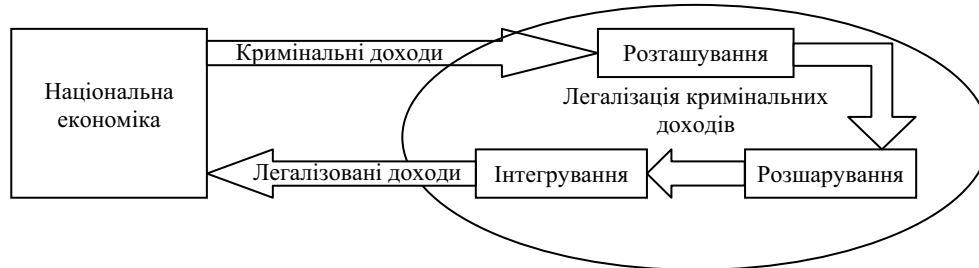 Національна
економіка
Кримінальні доходи
Розташування
Легалізація кримінальних
доходів
Легалізовані доходи
Інтегрування
Розшарування